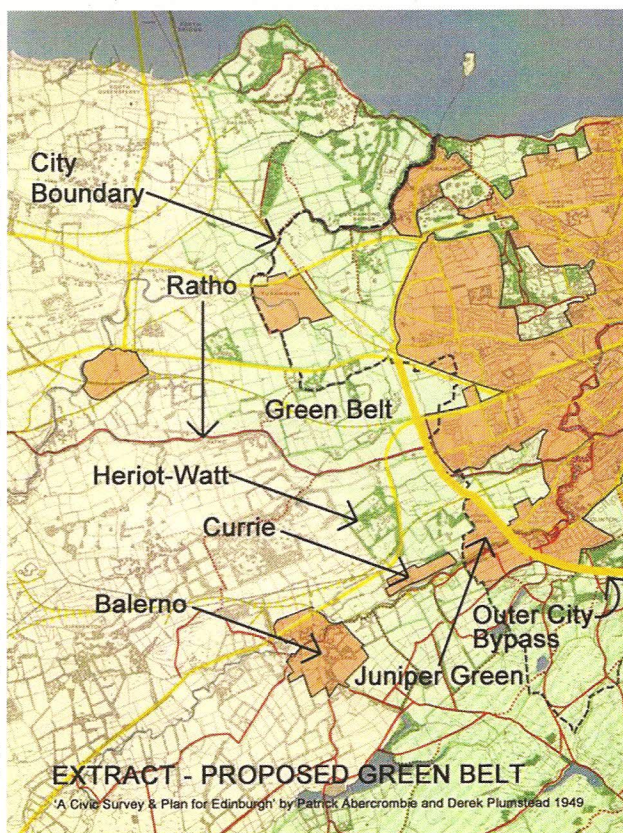 City
Boundary
Ratho
Green Belt
Heriot-Watt
Currie
Balerno
Outer City
Bypass
Juniper Green
EXTRACT - PROPOSED GREEN BELT
'A Civic Survey & Plan for Edinburgh' by Patrick Abercrombie and Derek Plumstead 1949